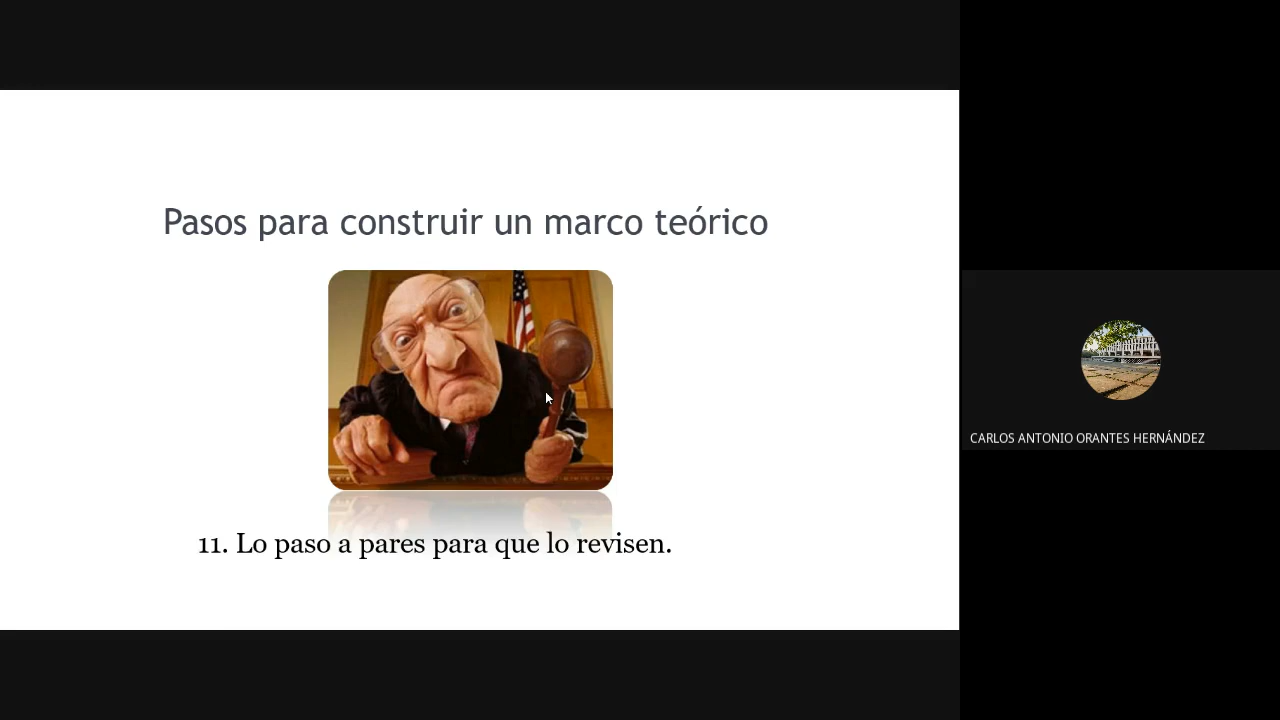 Pasos para construir un marco teórico
11. Lo paso a pares para que lo revisen.
CARLOS ANTONIO ORANTES HERNÁNDEZ